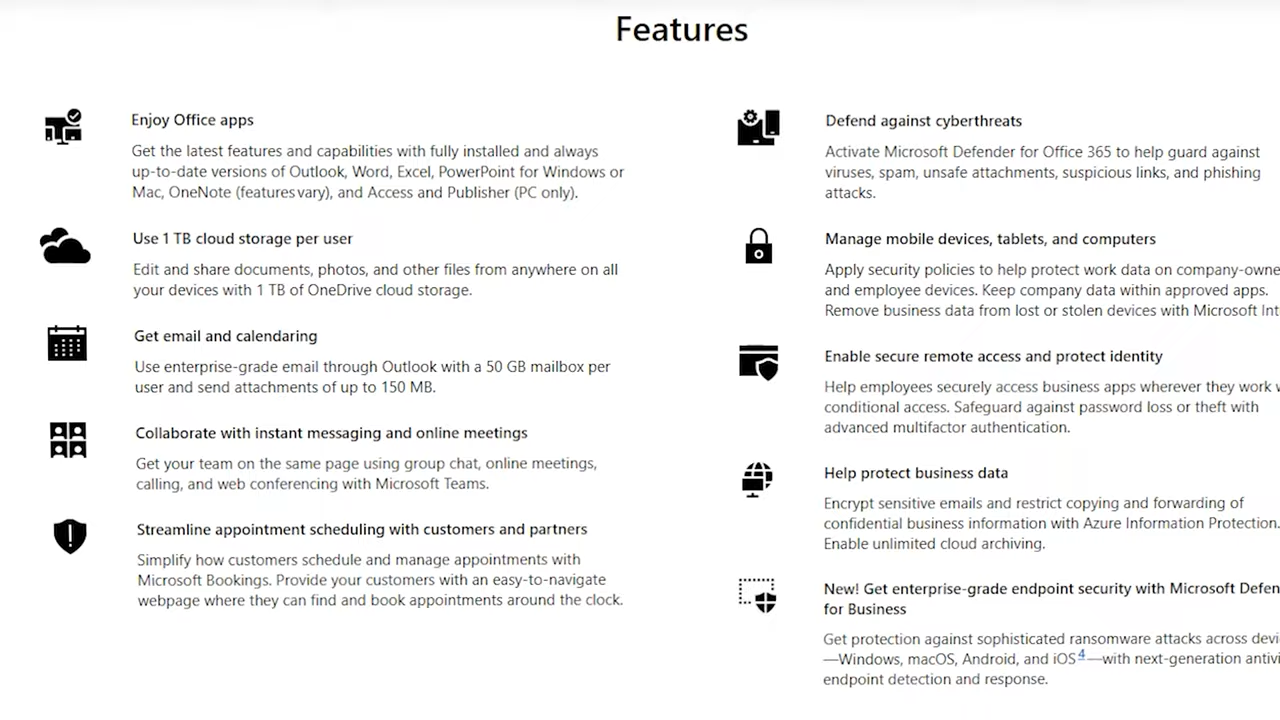 Features
Enjoy Office apps
Get the latest features and capabilities with fully installed and always
up-to-date versions of Outlook, Word, Excel, PowerPoint for Windows or
Mac, OneNote (features vary), and Access and Publisher (PC only).
Use 1 TB cloud storage per user
Edit and share documents, photos, and other files from anywhere on all
your devices with 1 TB of OneDrive cloud storage.
Get email and calendaring
Use enterprise-grade email through Outlook with a 50 GB mailbox per
user and send attachments of up to 150 MB.
Collaborate with instant messaging and online meetings
Get your team on the same page using group chat, online meetings,
calling, and web conferencing with Microsoft Teams.
Streamline appointment scheduling with customers and partners
Simplify how customers schedule and manage appointments with
Microsoft Bookings. Provide your customers with an easy-to-navigate
webpage where they can find and book appointments around the clock.
Defend against cyberthreats
Activate Microsoft Defender for Office 365 to help guard against
viruses, spam, unsafe attachments, suspicious links, and phishing
attacks.
Manage mobile devices, tablets, and computers
Apply security policies to help protect work data on company-owne
and employee devices. Keep company data within approved apps.
Remove business data from lost or stolen devices with Microsoft Int
Enable secure remote access and protect identity
Help employees securely access business apps wherever they work
conditional access. Safeguard against password loss or theft with
advanced multifactor authentication.
Help protect business data
Encrypt sensitive emails and restrict copying and forwarding of
confidential business information with Azure Information Protection.
Enable unlimited cloud archiving.
New! Get enterprise-grade endpoint security with Microsoft Defen
for Business
Get protection against sophisticated ransomware attacks across devi
—Windows, macOS, Android, and iOS4—with next-generation antivi
endpoint detection and response.